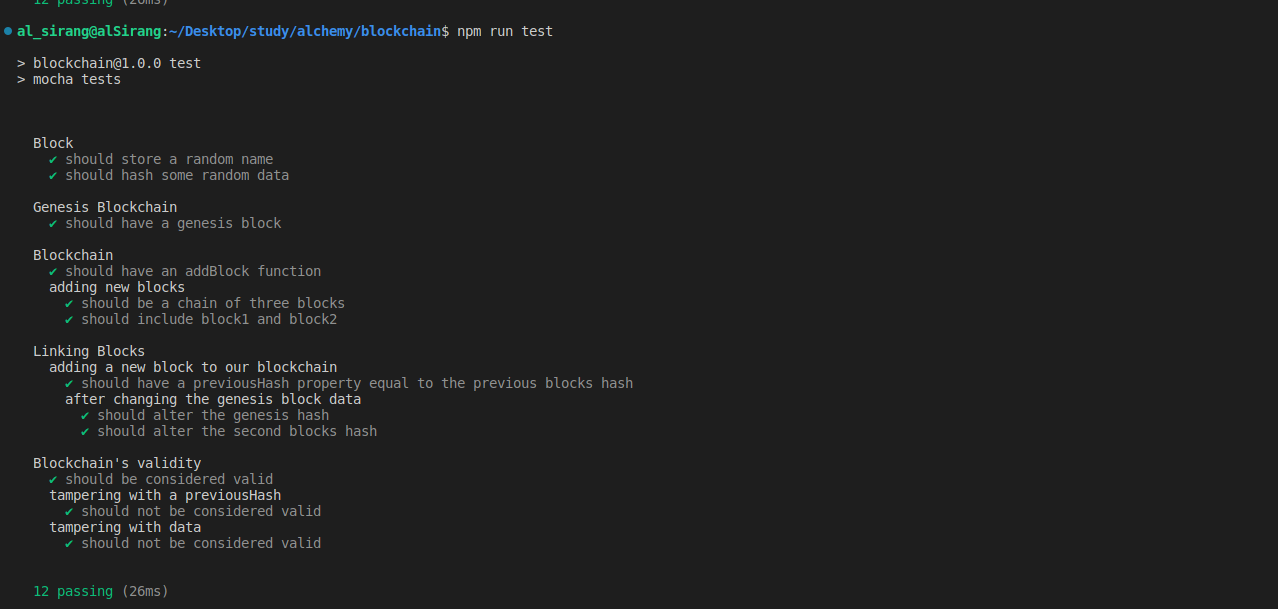 12 passing (26ms)
al_sirang@alSirang:~/Desktop/study/alchemy/blockchain$ npm run test
> blockchain@1.0.0 test
> mocha tests
Block
✔ should store a random name
✔ should hash some random data
Genesis Blockchain
✔ should have a genesis block
Blockchain
✔ should have an addBlock function
adding new blocks
✔ should be a chain of three blocks
✔ should include block1 and block2
Linking Blocks
adding a new block to our blockchain
✔ should have a previousHash property equal to the previous blocks hash
after changing the genesis block data
✔ should alter the genesis hash
✔ should alter the second blocks hash
Blockchain's validity
✔ should be considered valid
tampering with a previousHash
✔ should not be considered valid
tampering with data
✔ should not be considered valid
12 passing (26ms)